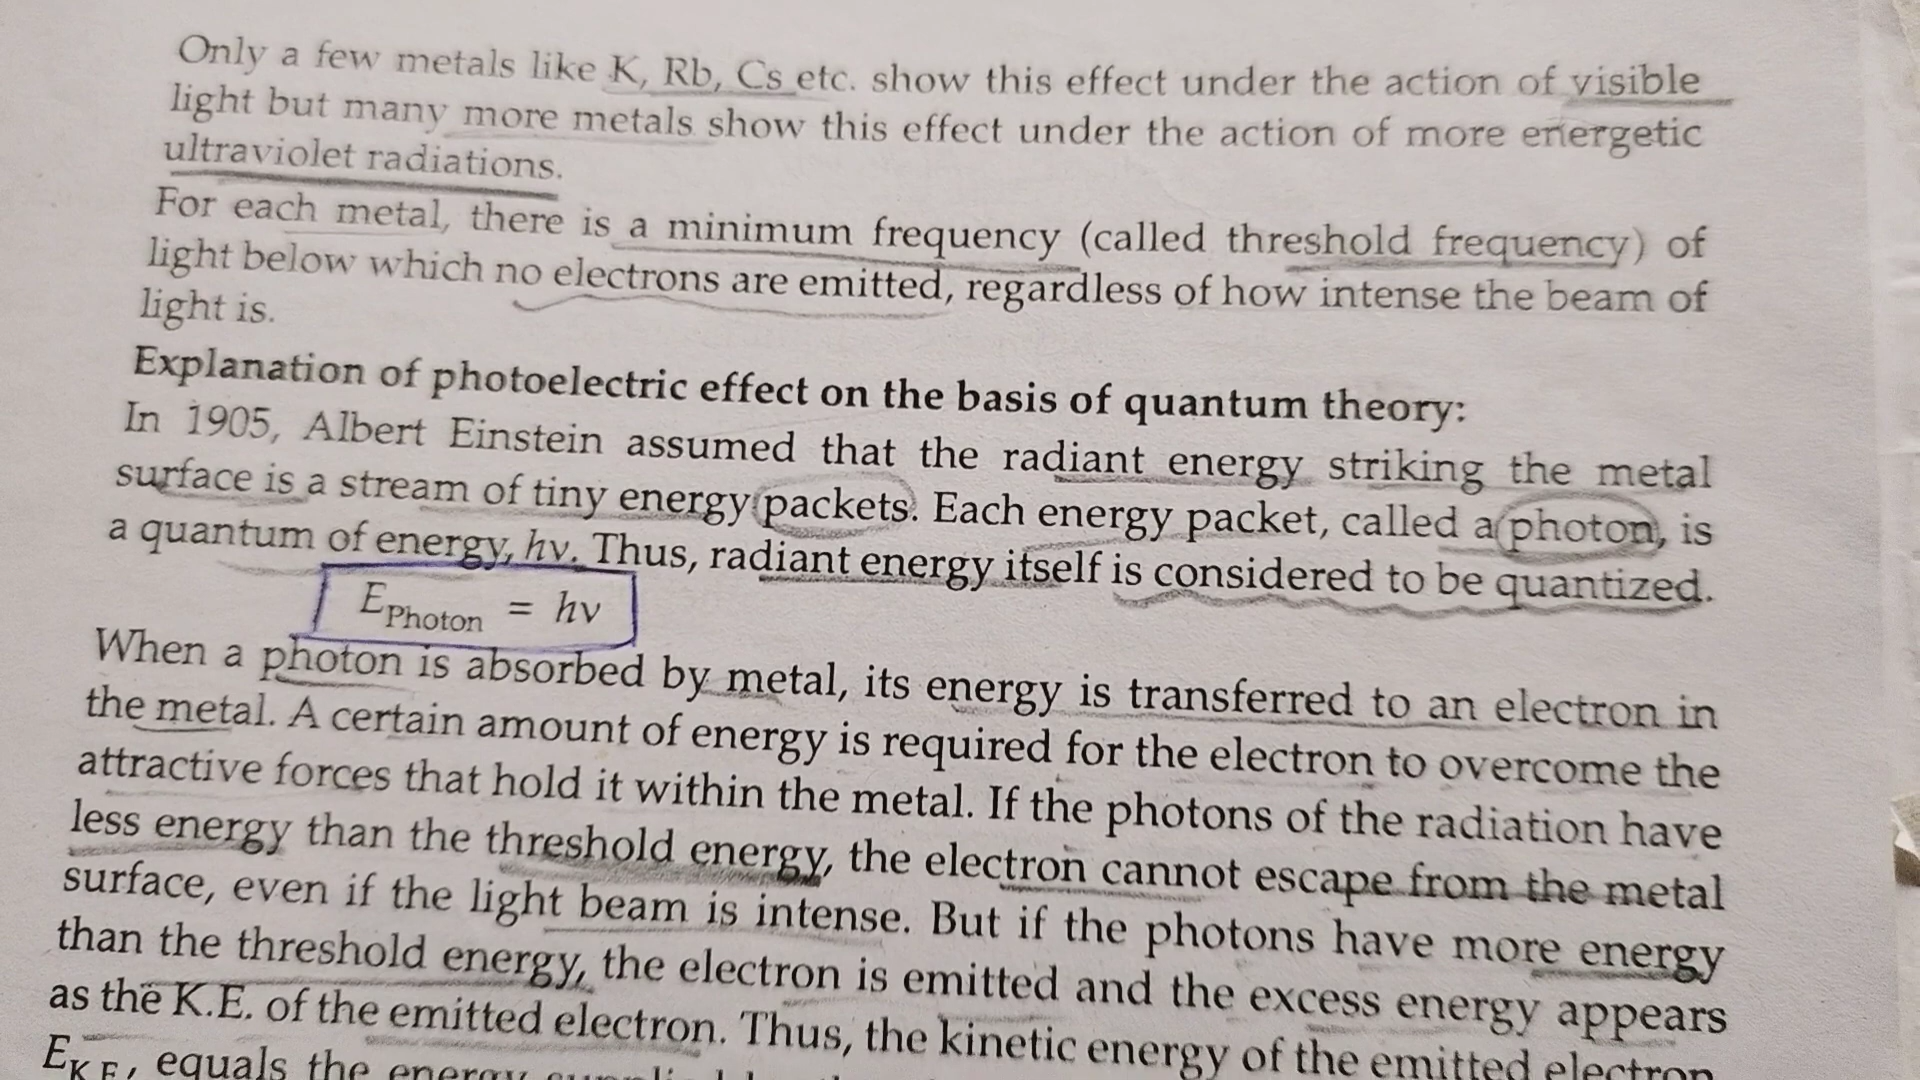 Only a few metals like K, Rb, Cs etc. show this effect under the action of visible
light but many more metals show this effect under the action of more energetic
ultraviolet radiations.
For each metal, there is a minimum frequency (called threshold frequency) of
light below which no electrons are emitted, regardless of how intense the beam of
light is.
Explanation of photoelectric effect on the basis of quantum theory:
In 1905, Albert Einstein assumed that the radiant energy striking the metal
surface is a stream of tiny energy packets. Each energy packet, called a photon, is
a quantum of energy, hν. Thus, radiant energy itself is considered to be quantized.
E_Photon = hν
When a photon is absorbed by metal, its energy is transferred to an electron in
the metal. A certain amount of energy is required for the electron to overcome the
attractive forces that hold it within the metal. If the photons of the radiation have
less energy than the threshold energy, the electron cannot escape from the metal
surface, even if the light beam is intense. But if the photons have more energy
than the threshold energy, the electron is emitted and the excess energy appears
as the K.E. of the emitted electron. Thus, the kinetic energy of the emitted electron
E_K.E, equals the energy